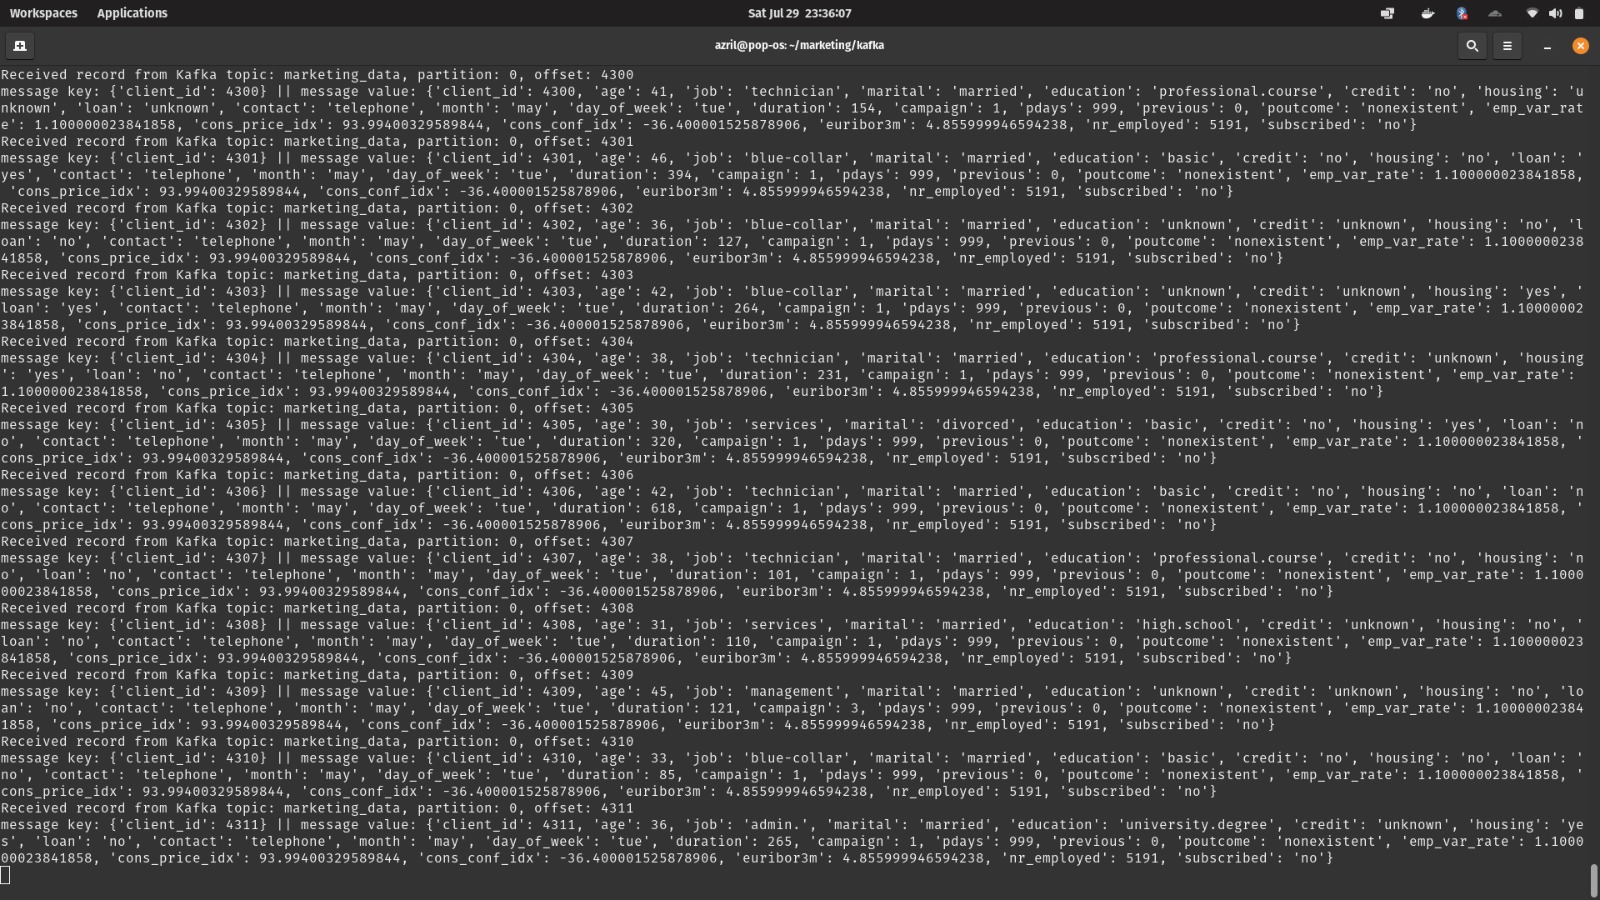 Workspaces Applications Sat Jul 29 23:36:07
azril@pop-os: ~/marketing/kafka
Received record from Kafka topic: marketing_data, partition: 0, offset: 4300
message key: {'client_id': 4300} || message value: {'client_id': 4300, 'age': 41, 'job': 'technician', 'marital': 'married', 'education': 'professional.course', 'credit': 'no', 'housing': 'u
nknown', 'loan': 'unknown', 'contact': 'telephone', 'month': 'may', 'day_of_week': 'tue', 'duration': 154, 'campaign': 1, 'pdays': 999, 'previous': 0, 'poutcome': 'nonexistent', 'emp_var_rat
e': 1.100000023841858, 'cons_price_idx': 93.99400329589844, 'cons_conf_idx': -36.400001525878906, 'euribor3m': 4.855999946594238, 'nr_employed': 5191, 'subscribed': 'no'}
Received record from Kafka topic: marketing_data, partition: 0, offset: 4301
message key: {'client_id': 4301} || message value: {'client_id': 4301, 'age': 46, 'job': 'blue-collar', 'marital': 'married', 'education': 'basic', 'credit': 'no', 'housing': 'no', 'loan': '
yes', 'contact': 'telephone', 'month': 'may', 'day_of_week': 'tue', 'duration': 394, 'campaign': 1, 'pdays': 999, 'previous': 0, 'poutcome': 'nonexistent', 'emp_var_rate': 1.100000023841858,
 'cons_price_idx': 93.99400329589844, 'cons_conf_idx': -36.400001525878906, 'euribor3m': 4.855999946594238, 'nr_employed': 5191, 'subscribed': 'no'}
Received record from Kafka topic: marketing_data, partition: 0, offset: 4302
message key: {'client_id': 4302} || message value: {'client_id': 4302, 'age': 36, 'job': 'blue-collar', 'marital': 'married', 'education': 'unknown', 'credit': 'unknown', 'housing': 'no', 'l
oan': 'no', 'contact': 'telephone', 'month': 'may', 'day_of_week': 'tue', 'duration': 127, 'campaign': 1, 'pdays': 999, 'previous': 0, 'poutcome': 'nonexistent', 'emp_var_rate': 1.1000000238
41858, 'cons_price_idx': 93.99400329589844, 'cons_conf_idx': -36.400001525878906, 'euribor3m': 4.855999946594238, 'nr_employed': 5191, 'subscribed': 'no'}
Received record from Kafka topic: marketing_data, partition: 0, offset: 4303
message key: {'client_id': 4303} || message value: {'client_id': 4303, 'age': 42, 'job': 'blue-collar', 'marital': 'married', 'education': 'unknown', 'credit': 'unknown', 'housing': 'yes', '
loan': 'yes', 'contact': 'telephone', 'month': 'may', 'day_of_week': 'tue', 'duration': 264, 'campaign': 1, 'pdays': 999, 'previous': 0, 'poutcome': 'nonexistent', 'emp_var_rate': 1.10000002
3841858, 'cons_price_idx': 93.99400329589844, 'cons_conf_idx': -36.400001525878906, 'euribor3m': 4.855999946594238, 'nr_employed': 5191, 'subscribed': 'no'}
Received record from Kafka topic: marketing_data, partition: 0, offset: 4304
message key: {'client_id': 4304} || message value: {'client_id': 4304, 'age': 38, 'job': 'technician', 'marital': 'married', 'education': 'professional.course', 'credit': 'unknown', 'housing
': 'yes', 'loan': 'no', 'contact': 'telephone', 'month': 'may', 'day_of_week': 'tue', 'duration': 231, 'campaign': 1, 'pdays': 999, 'previous': 0, 'poutcome': 'nonexistent', 'emp_var_rate': 
1.100000023841858, 'cons_price_idx': 93.99400329589844, 'cons_conf_idx': -36.400001525878906, 'euribor3m': 4.855999946594238, 'nr_employed': 5191, 'subscribed': 'no'}
Received record from Kafka topic: marketing_data, partition: 0, offset: 4305
message key: {'client_id': 4305} || message value: {'client_id': 4305, 'age': 30, 'job': 'services', 'marital': 'divorced', 'education': 'basic', 'credit': 'no', 'housing': 'yes', 'loan': 'n
o', 'contact': 'telephone', 'month': 'may', 'day_of_week': 'tue', 'duration': 320, 'campaign': 1, 'pdays': 999, 'previous': 0, 'poutcome': 'nonexistent', 'emp_var_rate': 1.100000023841858, '
cons_price_idx': 93.99400329589844, 'cons_conf_idx': -36.400001525878906, 'euribor3m': 4.855999946594238, 'nr_employed': 5191, 'subscribed': 'no'}
Received record from Kafka topic: marketing_data, partition: 0, offset: 4306
message key: {'client_id': 4306} || message value: {'client_id': 4306, 'age': 42, 'job': 'technician', 'marital': 'married', 'education': 'basic', 'credit': 'no', 'housing': 'no', 'loan': 'n
o', 'contact': 'telephone', 'month': 'may', 'day_of_week': 'tue', 'duration': 618, 'campaign': 1, 'pdays': 999, 'previous': 0, 'poutcome': 'nonexistent', 'emp_var_rate': 1.100000023841858, '
cons_price_idx': 93.99400329589844, 'cons_conf_idx': -36.400001525878906, 'euribor3m': 4.855999946594238, 'nr_employed': 5191, 'subscribed': 'no'}
Received record from Kafka topic: marketing_data, partition: 0, offset: 4307
message key: {'client_id': 4307} || message value: {'client_id': 4307, 'age': 38, 'job': 'technician', 'marital': 'married', 'education': 'professional.course', 'credit': 'no', 'housing': 'n
o', 'loan': 'no', 'contact': 'telephone', 'month': 'may', 'day_of_week': 'tue', 'duration': 101, 'campaign': 1, 'pdays': 999, 'previous': 0, 'poutcome': 'nonexistent', 'emp_var_rate': 1.1000
00023841858, 'cons_price_idx': 93.99400329589844, 'cons_conf_idx': -36.400001525878906, 'euribor3m': 4.855999946594238, 'nr_employed': 5191, 'subscribed': 'no'}
Received record from Kafka topic: marketing_data, partition: 0, offset: 4308
message key: {'client_id': 4308} || message value: {'client_id': 4308, 'age': 31, 'job': 'services', 'marital': 'married', 'education': 'high.school', 'credit': 'unknown', 'housing': 'no', '
loan': 'no', 'contact': 'telephone', 'month': 'may', 'day_of_week': 'tue', 'duration': 110, 'campaign': 1, 'pdays': 999, 'previous': 0, 'poutcome': 'nonexistent', 'emp_var_rate': 1.100000023
841858, 'cons_price_idx': 93.99400329589844, 'cons_conf_idx': -36.400001525878906, 'euribor3m': 4.855999946594238, 'nr_employed': 5191, 'subscribed': 'no'}
Received record from Kafka topic: marketing_data, partition: 0, offset: 4309
message key: {'client_id': 4309} || message value: {'client_id': 4309, 'age': 45, 'job': 'management', 'marital': 'married', 'education': 'unknown', 'credit': 'unknown', 'housing': 'no', 'lo
an': 'no', 'contact': 'telephone', 'month': 'may', 'day_of_week': 'tue', 'duration': 121, 'campaign': 3, 'pdays': 999, 'previous': 0, 'poutcome': 'nonexistent', 'emp_var_rate': 1.10000002384
1858, 'cons_price_idx': 93.99400329589844, 'cons_conf_idx': -36.400001525878906, 'euribor3m': 4.855999946594238, 'nr_employed': 5191, 'subscribed': 'no'}
Received record from Kafka topic: marketing_data, partition: 0, offset: 4310
message key: {'client_id': 4310} || message value: {'client_id': 4310, 'age': 33, 'job': 'blue-collar', 'marital': 'married', 'education': 'basic', 'credit': 'no', 'housing': 'no', 'loan': '
no', 'contact': 'telephone', 'month': 'may', 'day_of_week': 'tue', 'duration': 85, 'campaign': 1, 'pdays': 999, 'previous': 0, 'poutcome': 'nonexistent', 'emp_var_rate': 1.100000023841858, '
cons_price_idx': 93.99400329589844, 'cons_conf_idx': -36.400001525878906, 'euribor3m': 4.855999946594238, 'nr_employed': 5191, 'subscribed': 'no'}
Received record from Kafka topic: marketing_data, partition: 0, offset: 4311
message key: {'client_id': 4311} || message value: {'client_id': 4311, 'age': 36, 'job': 'admin.', 'marital': 'married', 'education': 'university.degree', 'credit': 'unknown', 'housing': 'ye
s', 'loan': 'no', 'contact': 'telephone', 'month': 'may', 'day_of_week': 'tue', 'duration': 265, 'campaign': 1, 'pdays': 999, 'previous': 0, 'poutcome': 'nonexistent', 'emp_var_rate': 1.1000
00023841858, 'cons_price_idx': 93.99400329589844, 'cons_conf_idx': -36.400001525878906, 'euribor3m': 4.855999946594238, 'nr_employed': 5191, 'subscribed': 'no'}